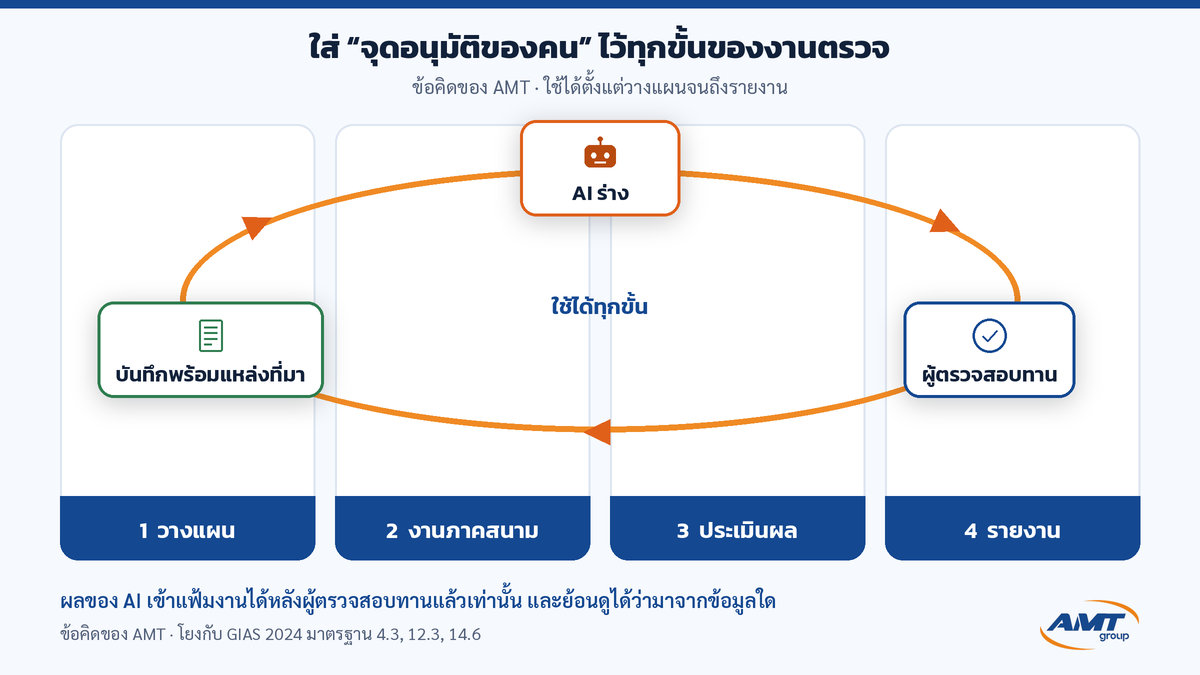 ใส่ “จุดอนุมัติของคน” ไว้ทุกขั้นของงานตรวจ
ข้อคิดของ AMT · ใช้ได้ตั้งแต่วางแผนจนถึงรายงาน
AI ร่าง
ใช้ได้ทุกขั้น
บันทึกพร้อมแหล่งที่มา
ผู้ตรวจสอบทาน
1 วางแผน
2 งานภาคสนาม
3 ประเมินผล
4 รายงาน
ผลของ AI เข้าแฟ้มงานได้หลังผู้ตรวจสอบทานแล้วเท่านั้น และย้อนดูได้ว่ามาจากข้อมูลใด
ข้อคิดของ AMT · โยงกับ GIAS 2024 มาตรฐาน 4.3, 12.3, 14.6
AMT
group